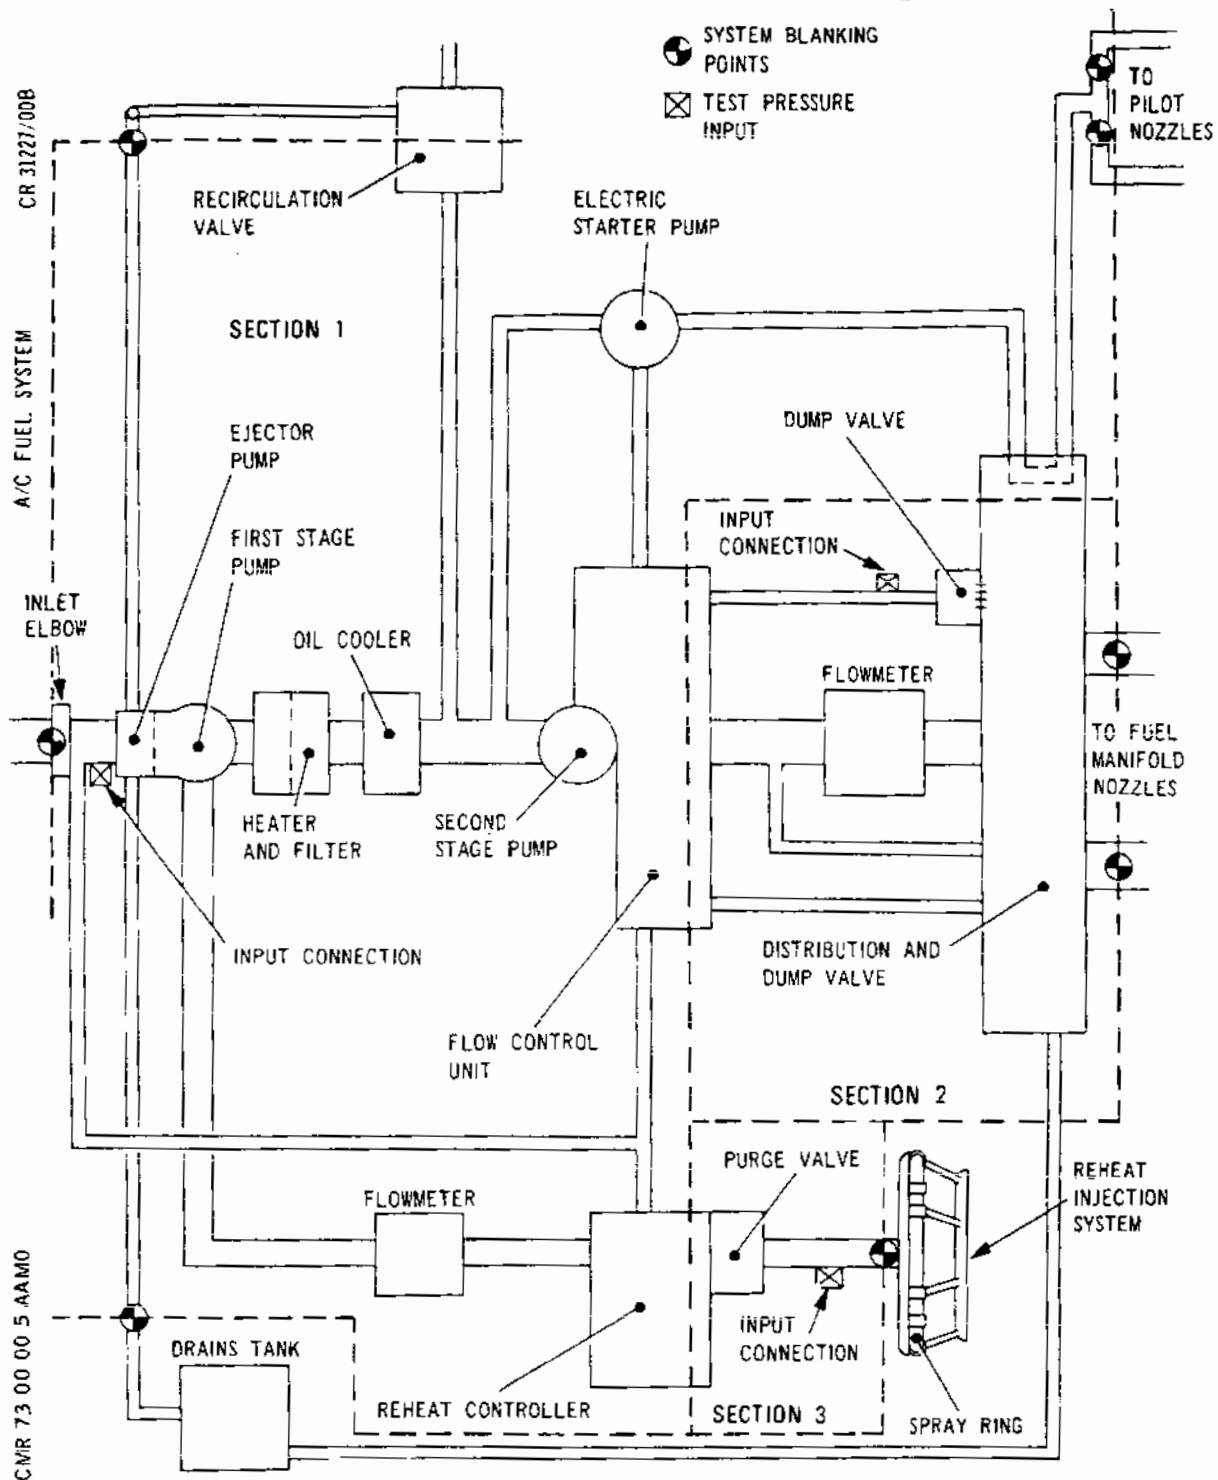 SYSTEM BLANKING
POINTS
TEST PRESSURE
INPUT
TO
PILOT
NOZZLES
CR 31227/00B
RECIRCULATION
VALVE
ELECTRIC
STARTER PUMP
SECTION 1
A/C FUEL SYSTEM
EJECTOR
PUMP
DUMP VALVE
FIRST STAGE
PUMP
INPUT
CONNECTION
INLET
ELBOW
OIL COOLER
FLOWMETER
TO FUEL
MANIFOLD
NOZZLES
HEATER
AND FILTER
SECOND
STAGE PUMP
INPUT CONNECTION
DISTRIBUTION AND
DUMP VALVE
FLOW CONTROL
UNIT
SECTION 2
PURGE VALVE
REHEAT
INJECTION
SYSTEM
FLOWMETER
INPUT
CONNECTION
DRAINS TANK
REHEAT CONTROLLER
SECTION 3
SPRAY RING
CMR 73 00 00 5 AAM0